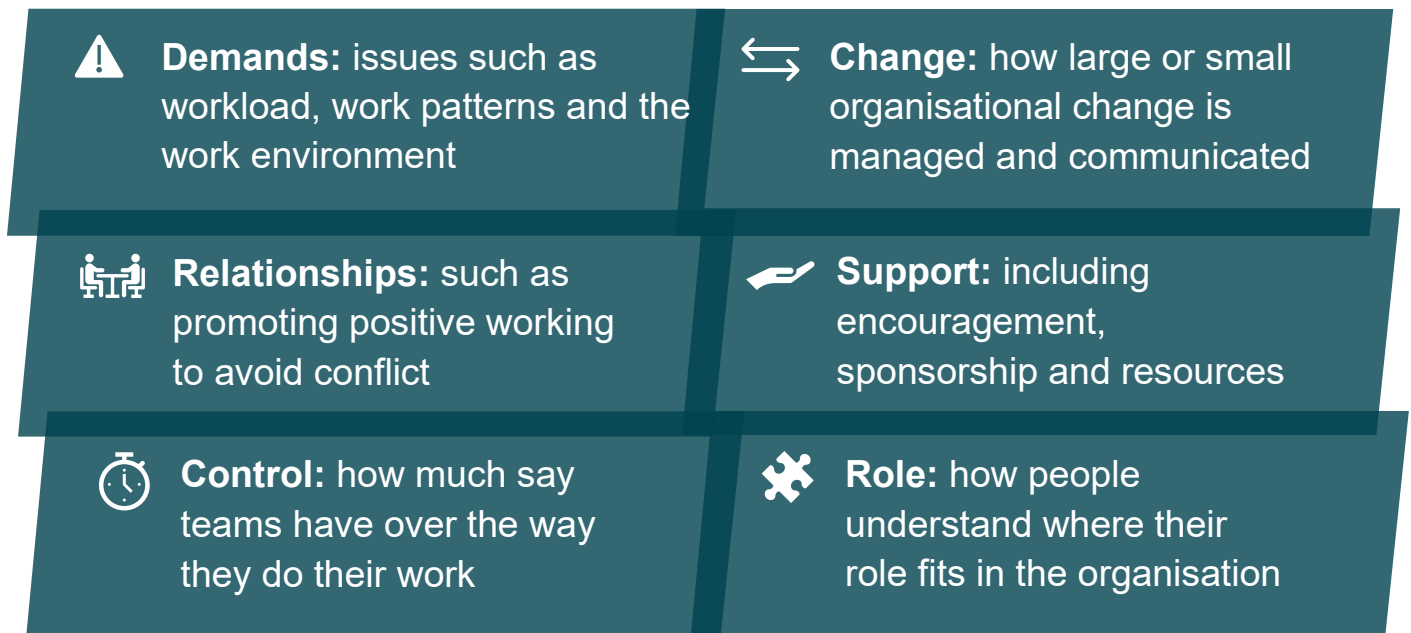 Demands: issues such as
workload, work patterns and the
work environment
Change: how large or small
organisational change is
managed and communicated
Relationships: such as
promoting positive working
to avoid conflict
Support: including
encouragement,
sponsorship and resources
Control: how much say
teams have over the way
they do their work
Role: how people
understand where their
role fits in the organisation